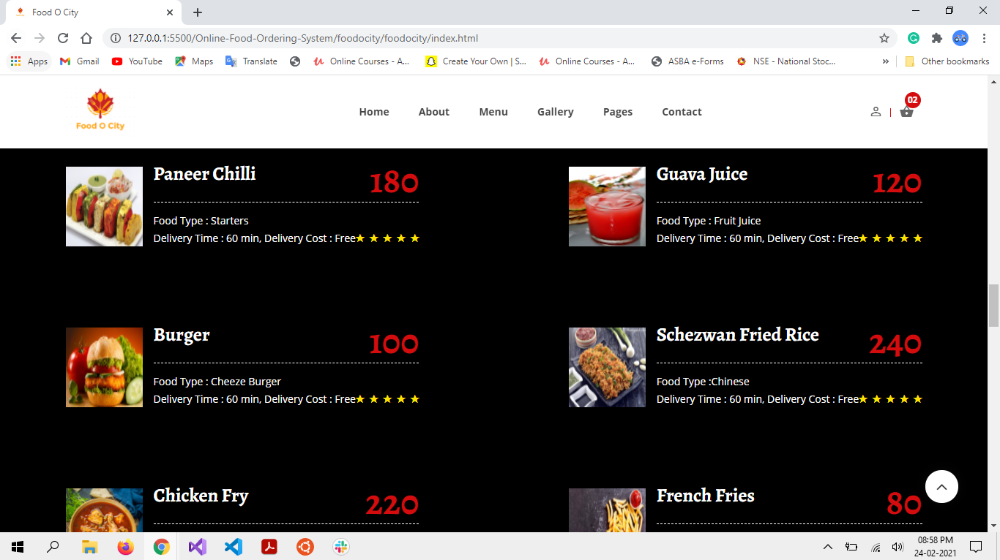 Food O City
127.0.0.1:5500/Online-Food-Ordering-System/foodocity/foodocity/index.html
Apps Gmail YouTube Maps Translate Online Courses - A... Create Your Own | S... Online Courses - A... ASBA e-Forms NSE - National Stoc... » Other bookmarks
Food O City
Home About Menu Gallery Pages Contact
02
Paneer Chilli 180
Food Type : Starters
Delivery Time : 60 min, Delivery Cost : Free★ ★ ★ ★ ★
Guava Juice 120
Food Type : Fruit Juice
Delivery Time : 60 min, Delivery Cost : Free★ ★ ★ ★ ★
Burger 100
Food Type : Cheeze Burger
Delivery Time : 60 min, Delivery Cost : Free★ ★ ★ ★ ★
Schezwan Fried Rice 240
Food Type :Chinese
Delivery Time : 60 min, Delivery Cost : Free★ ★ ★ ★ ★
Chicken Fry 220
French Fries 80
08:58 PM
24-02-2021